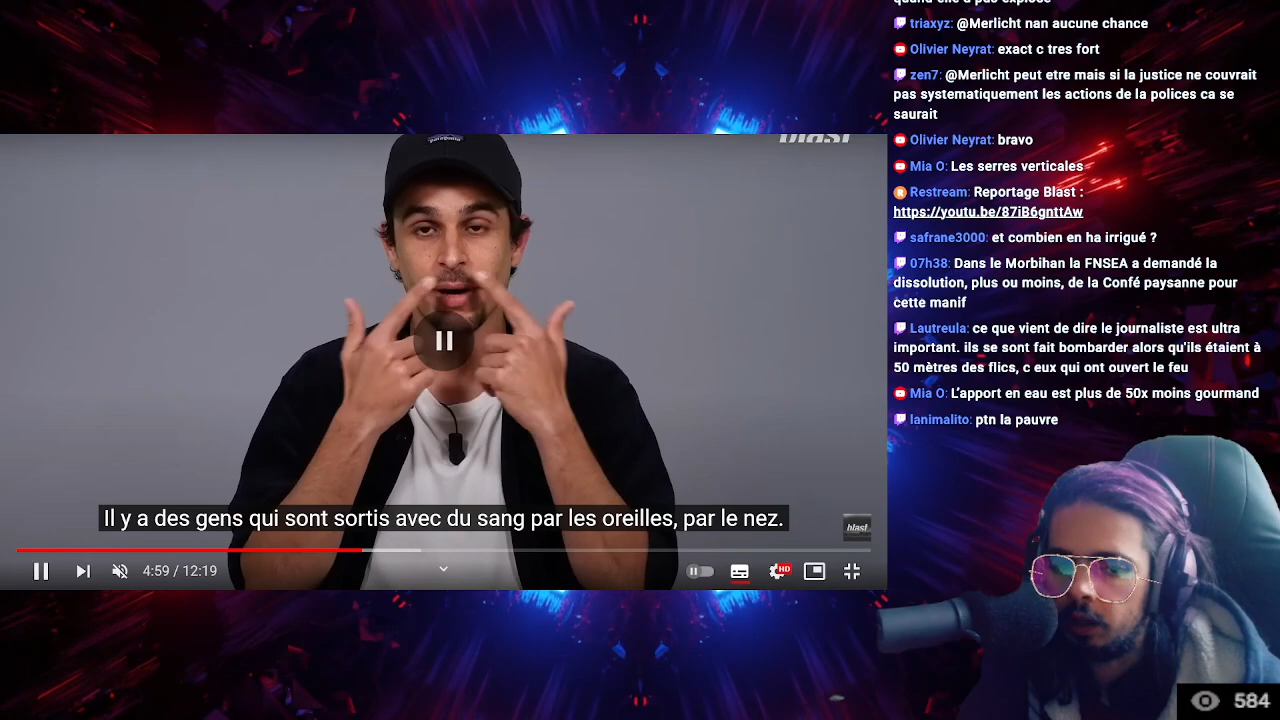 quand elle a pas explosé
triaxyz: @Merlicht nan aucune chance
Olivier Neyrat: exact c tres fort
zen7: @Merlicht peut etre mais si la justice ne couvrait
pas systematiquement les actions de la polices ca se
saurait
Olivier Neyrat: bravo
Mia O: Les serres verticales
Restream: Reportage Blast :
https://youtu.be/87iB6gnttAw
safrane3000: et combien en ha irrigué ?
07h38: Dans le Morbihan la FNSEA a demandé la
dissolution, plus ou moins, de la Confé paysanne pour
cette manif
Lautreula: ce que vient de dire le journaliste est ultra
important. ils se sont fait bombarder alors qu'ils étaient à
50 mètres des flics, c eux qui ont ouvert le feu
Mia O: L'apport en eau est plus de 50x moins gourmand
lanimalito: ptn la pauvre
blast
patagonia
Il y a des gens qui sont sortis avec du sang par les oreilles, par le nez.
blast
4:59 / 12:19
HD
584